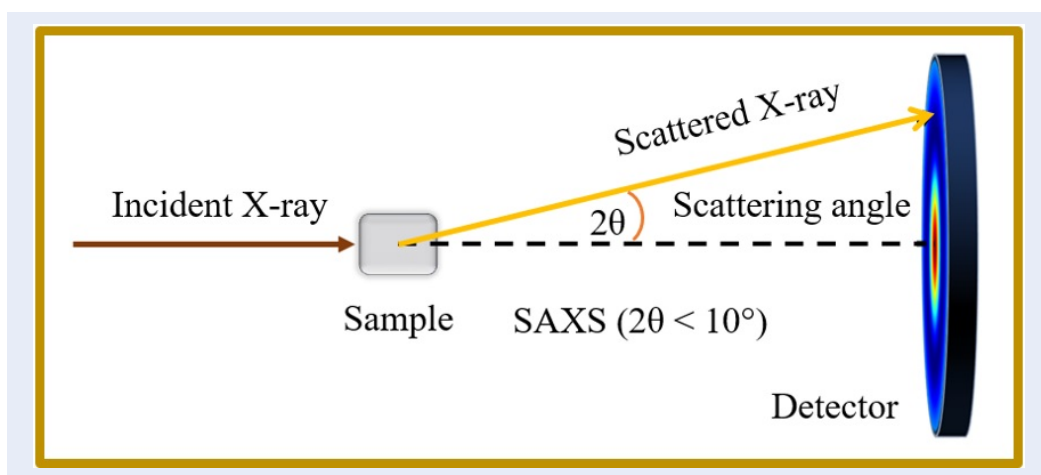 Scattered X-ray
Incident X-ray
2θ
Scattering angle
Sample
SAXS (2θ < 10°)
Detector